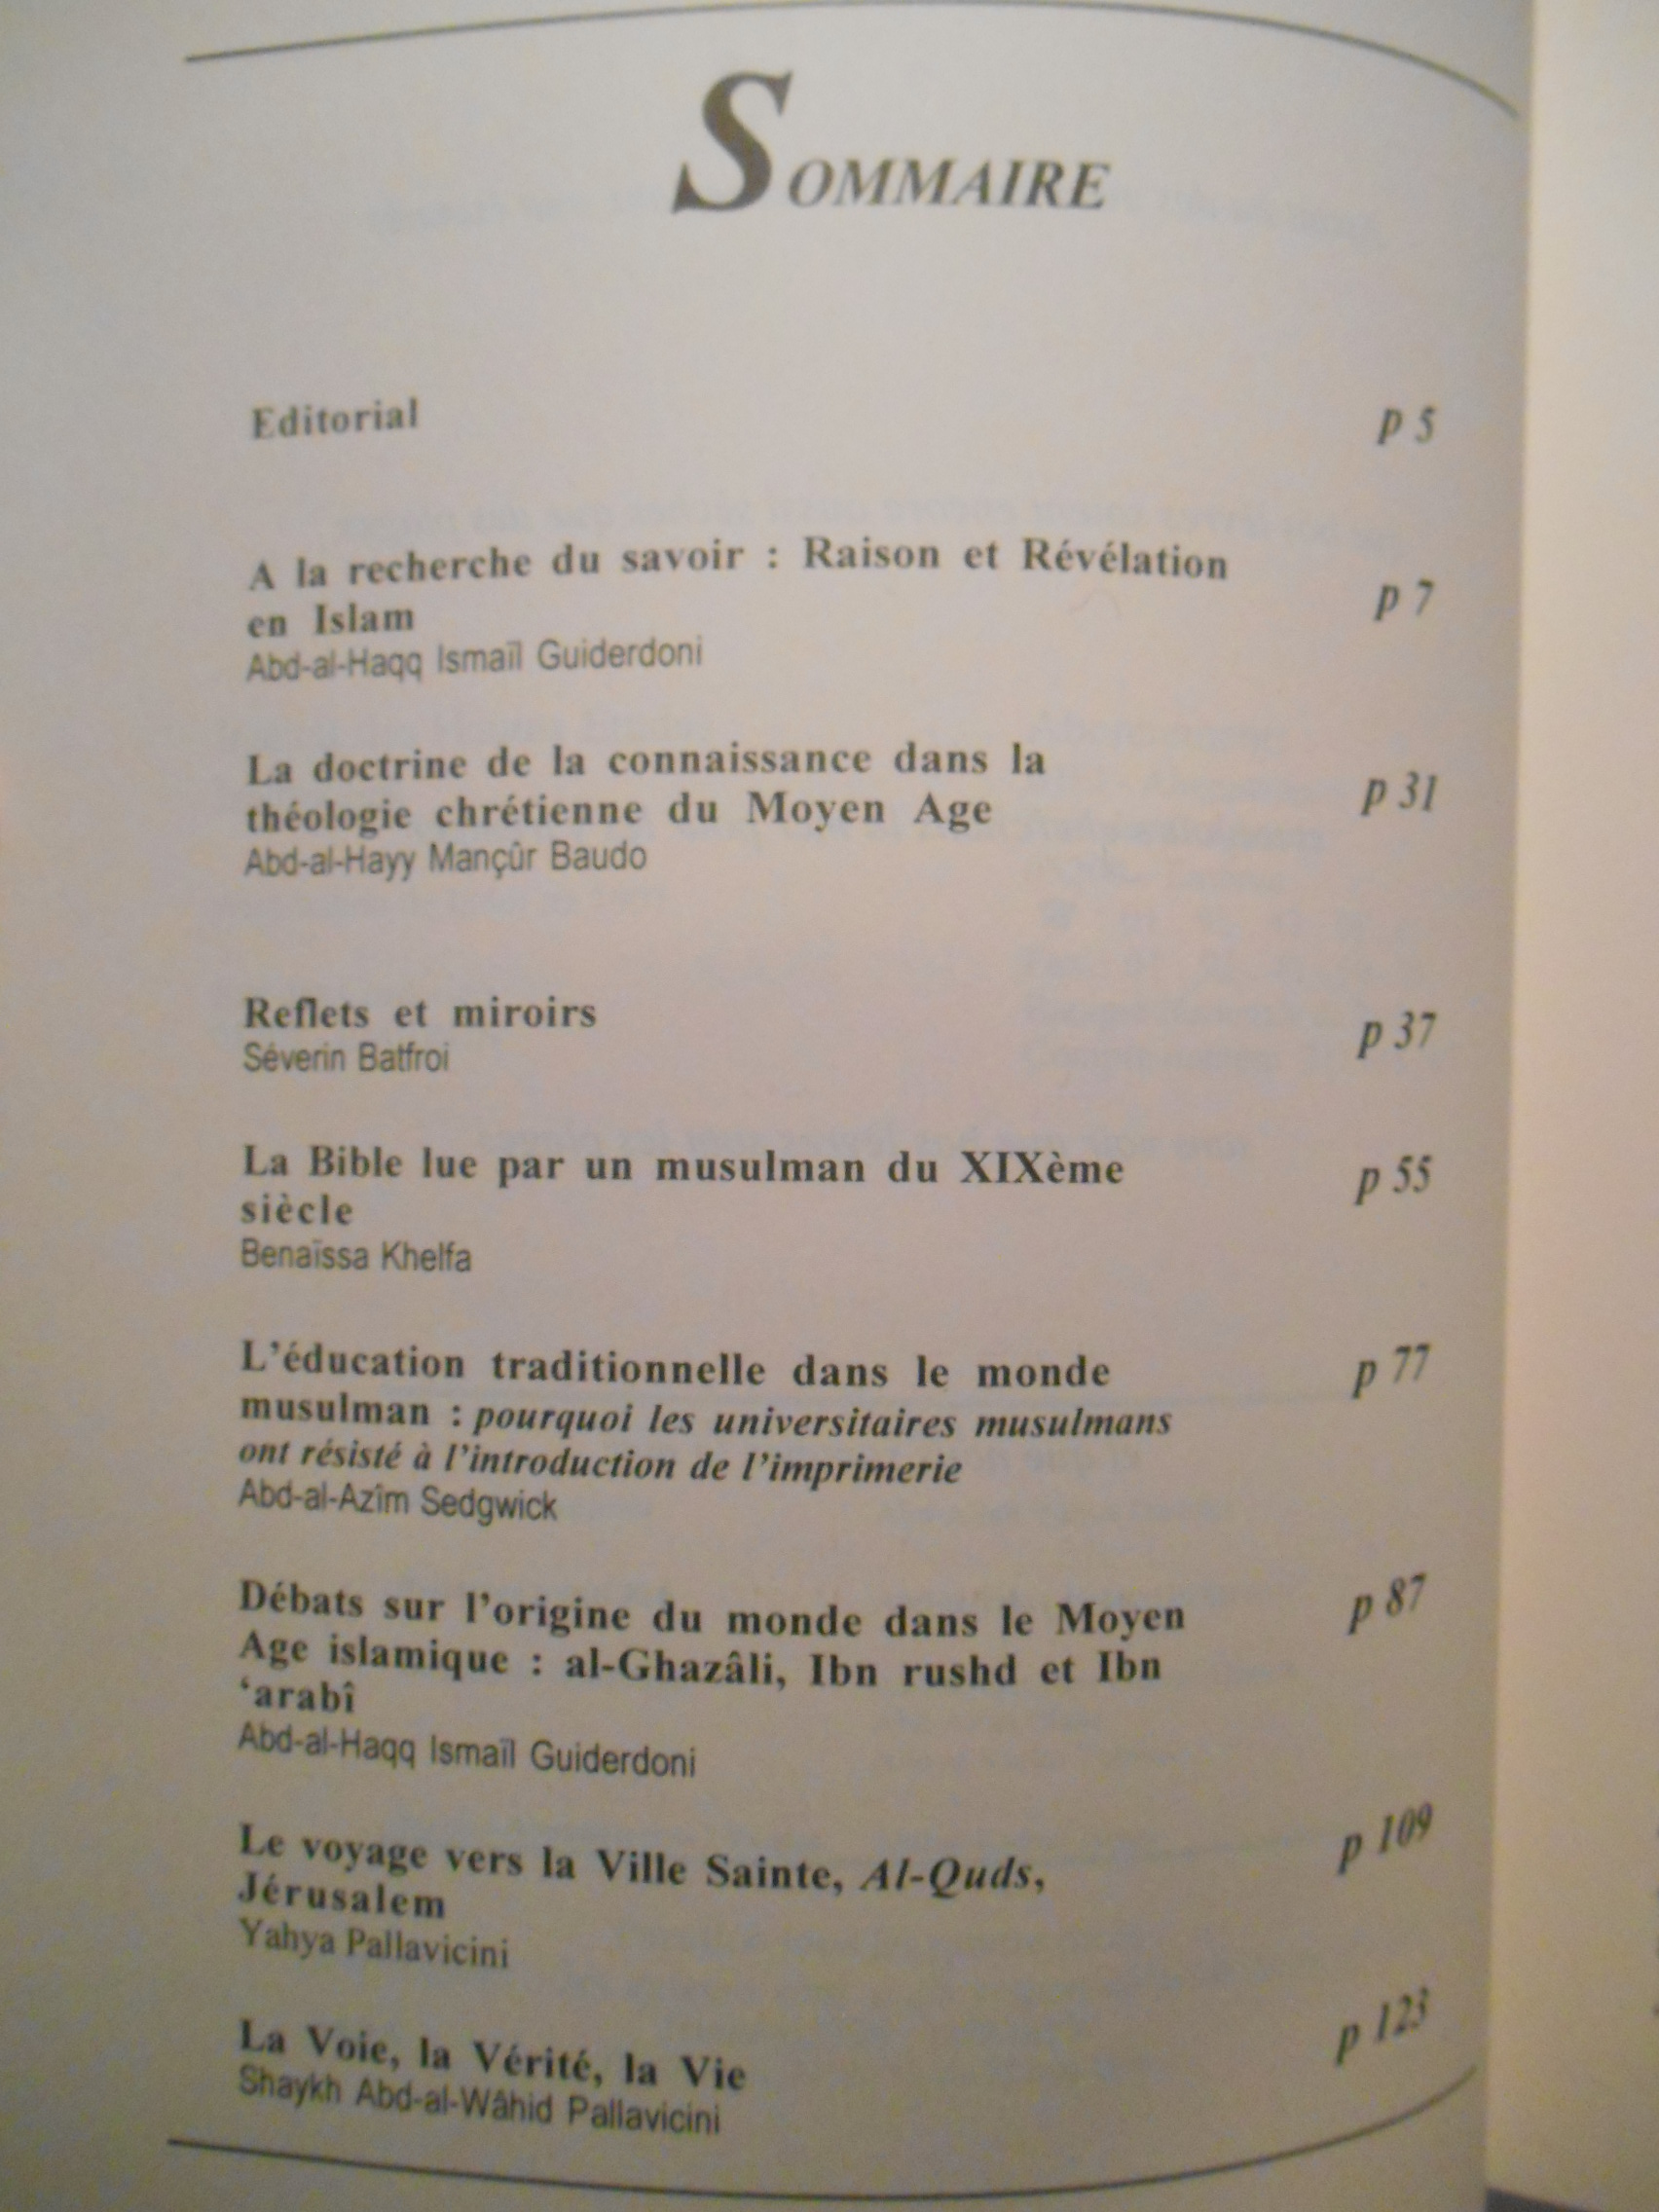 SOMMAIRE
Editorial
p 5
A la recherche du savoir : Raison et Révélation
en Islam
p 7
Abd-al-Haqq Ismaïl Guiderdoni
La doctrine de la connaissance dans la
théologie chrétienne du Moyen Age
p 31
Abd-al-Hayy Mançûr Baudo
Reflets et miroirs
p 37
Séverin Batfroi
La Bible lue par un musulman du XIXème
siècle
p 55
Benaïssa Khelfa
L'éducation traditionnelle dans le monde
p 77
musulman : pourquoi les universitaires musulmans
ont résisté à l'introduction de l'imprimerie
Abd-al-Azîm Sedgwick
Débats sur l'origine du monde dans le Moyen
p 87
Age islamique : al-Ghazâli, Ibn rushd et Ibn
‘arabî
Abd-al-Haqq Ismaïl Guiderdoni
Le voyage vers la Ville Sainte, Al-Quds,
p 109
Jérusalem
Yahya Pallavicini
La Voie, la Vérité, la Vie
p 123
Shaykh Abd-al-Wâhid Pallavicini